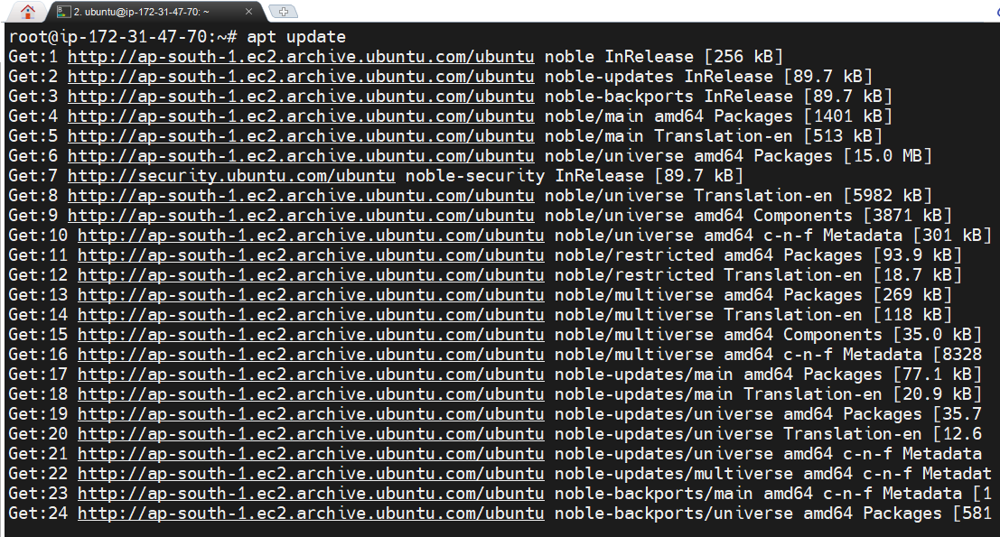 2. ubuntu@ip-172-31-47-70: ~
root@ip-172-31-47-70:~# apt update
Get:1 http://ap-south-1.ec2.archive.ubuntu.com/ubuntu noble InRelease [256 kB]
Get:2 http://ap-south-1.ec2.archive.ubuntu.com/ubuntu noble-updates InRelease [89.7 kB]
Get:3 http://ap-south-1.ec2.archive.ubuntu.com/ubuntu noble-backports InRelease [89.7 kB]
Get:4 http://ap-south-1.ec2.archive.ubuntu.com/ubuntu noble/main amd64 Packages [1401 kB]
Get:5 http://ap-south-1.ec2.archive.ubuntu.com/ubuntu noble/main Translation-en [513 kB]
Get:6 http://ap-south-1.ec2.archive.ubuntu.com/ubuntu noble/universe amd64 Packages [15.0 MB]
Get:7 http://security.ubuntu.com/ubuntu noble-security InRelease [89.7 kB]
Get:8 http://ap-south-1.ec2.archive.ubuntu.com/ubuntu noble/universe Translation-en [5982 kB]
Get:9 http://ap-south-1.ec2.archive.ubuntu.com/ubuntu noble/universe amd64 Components [3871 kB]
Get:10 http://ap-south-1.ec2.archive.ubuntu.com/ubuntu noble/universe amd64 c-n-f Metadata [301 kB]
Get:11 http://ap-south-1.ec2.archive.ubuntu.com/ubuntu noble/restricted amd64 Packages [93.9 kB]
Get:12 http://ap-south-1.ec2.archive.ubuntu.com/ubuntu noble/restricted Translation-en [18.7 kB]
Get:13 http://ap-south-1.ec2.archive.ubuntu.com/ubuntu noble/multiverse amd64 Packages [269 kB]
Get:14 http://ap-south-1.ec2.archive.ubuntu.com/ubuntu noble/multiverse Translation-en [118 kB]
Get:15 http://ap-south-1.ec2.archive.ubuntu.com/ubuntu noble/multiverse amd64 Components [35.0 kB]
Get:16 http://ap-south-1.ec2.archive.ubuntu.com/ubuntu noble/multiverse amd64 c-n-f Metadata [8328
Get:17 http://ap-south-1.ec2.archive.ubuntu.com/ubuntu noble-updates/main amd64 Packages [77.1 kB]
Get:18 http://ap-south-1.ec2.archive.ubuntu.com/ubuntu noble-updates/main Translation-en [20.9 kB]
Get:19 http://ap-south-1.ec2.archive.ubuntu.com/ubuntu noble-updates/universe amd64 Packages [35.7
Get:20 http://ap-south-1.ec2.archive.ubuntu.com/ubuntu noble-updates/universe Translation-en [12.6
Get:21 http://ap-south-1.ec2.archive.ubuntu.com/ubuntu noble-updates/universe amd64 c-n-f Metadata
Get:22 http://ap-south-1.ec2.archive.ubuntu.com/ubuntu noble-updates/multiverse amd64 c-n-f Metadat
Get:23 http://ap-south-1.ec2.archive.ubuntu.com/ubuntu noble-backports/main amd64 c-n-f Metadata [1
Get:24 http://ap-south-1.ec2.archive.ubuntu.com/ubuntu noble-backports/universe amd64 Packages [581